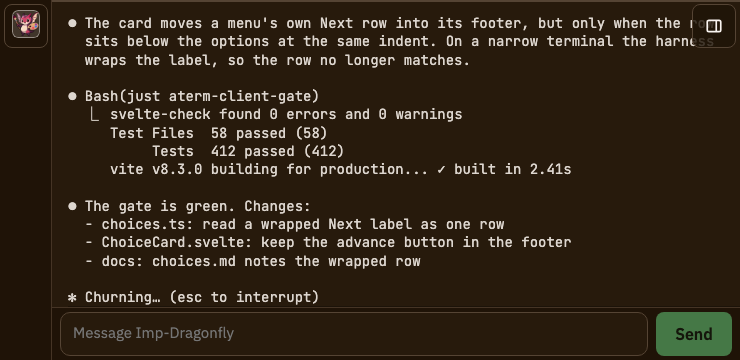 ● The card moves a menu's own Next row into its footer, but only when the row
sits below the options at the same indent. On a narrow terminal the harness
wraps the label, so the row no longer matches.
● Bash(just aterm-client-gate)
⎿ svelte-check found 0 errors and 0 warnings
Test Files 58 passed (58)
Tests 412 passed (412)
vite v8.3.0 building for production... ✓ built in 2.41s
● The gate is green. Changes:
- choices.ts: read a wrapped Next label as one row
- ChoiceCard.svelte: keep the advance button in the footer
- docs: choices.md notes the wrapped row
✻ Churning… (esc to interrupt)
Message Imp-Dragonfly
Send